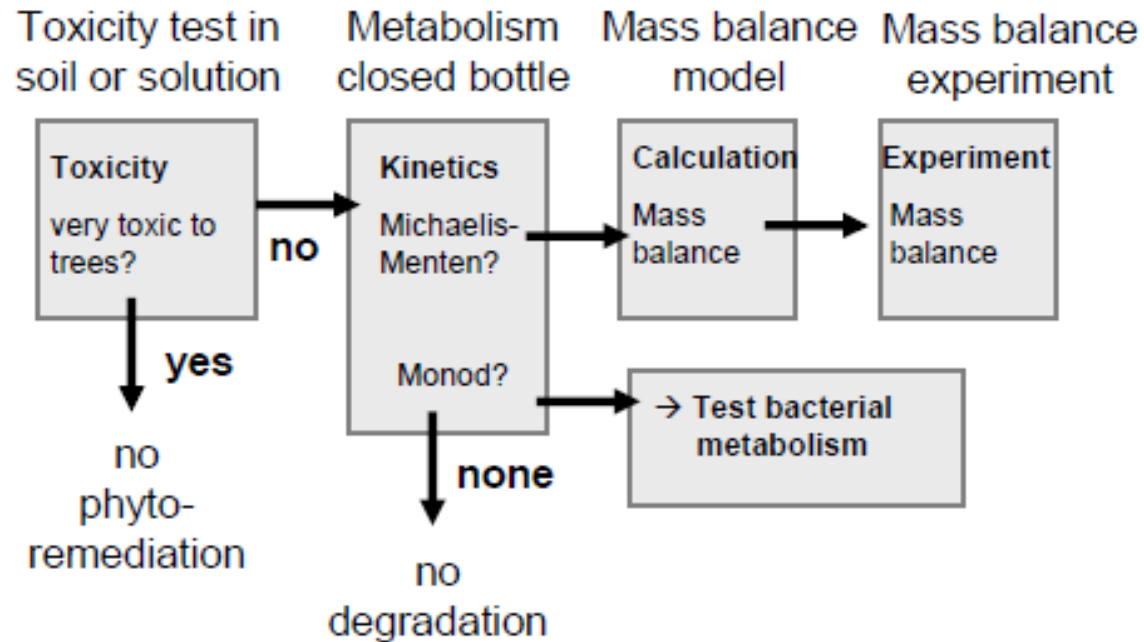 Toxicity test in
soil or solution
Metabolism
closed bottle
Mass balance
model
Mass balance
experiment
Toxicity
very toxic to
trees?
no
yes
no
phyto-
remediation
Kinetics
Michaelis-
Menten?
Monod?
none
no
degradation
Calculation
Mass
balance
Experiment
Mass
balance
→ Test bacterial
metabolism